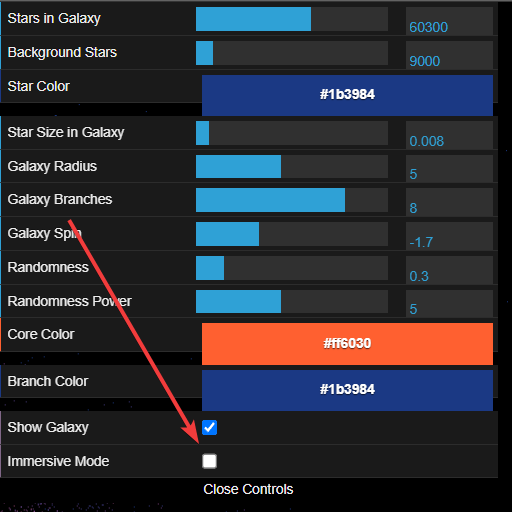 Stars in Galaxy 60300
Background Stars 9000
Star Color #1b3984
Star Size in Galaxy 0.008
Galaxy Radius 5
Galaxy Branches 8
Galaxy Spin -1.7
Randomness 0.3
Randomness Power 5
Core Color #ff6030
Branch Color #1b3984
Show Galaxy
Immersive Mode
Close Controls